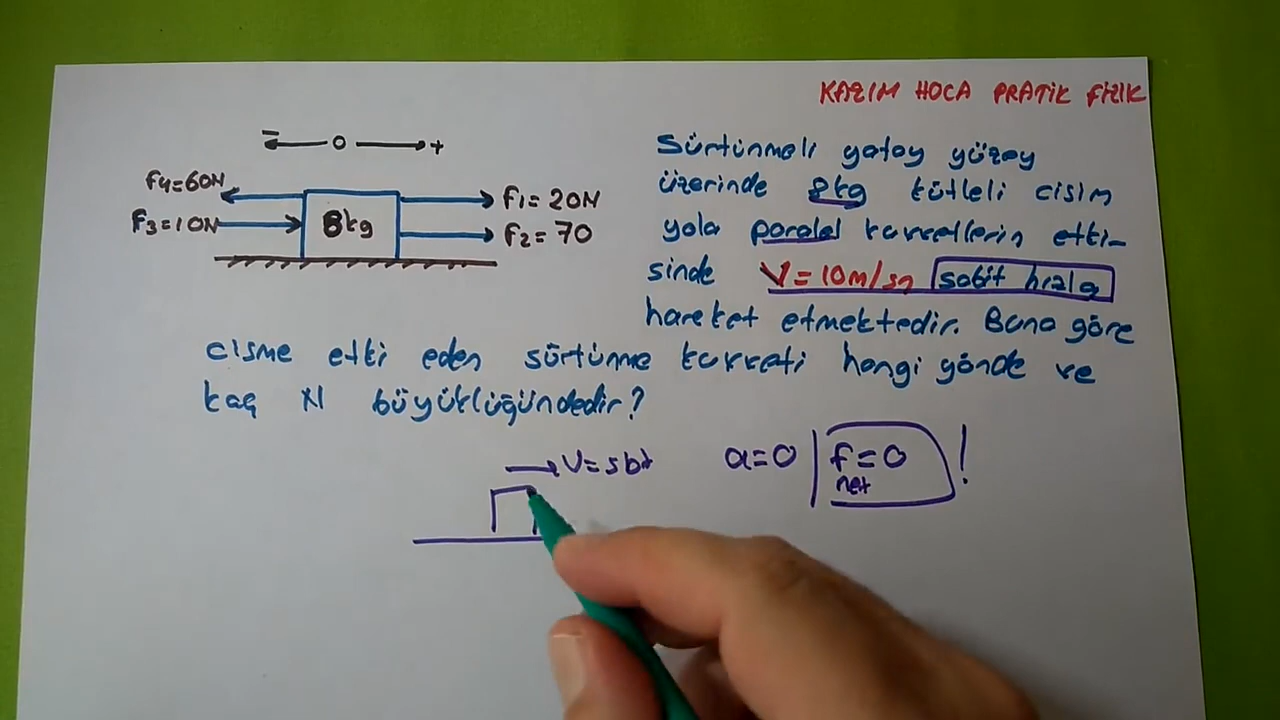 KAZIM HOCA PRATİK FİZİK
- 0 +
F4=60N
F1=20N
F3=10N
8kg
F2=70
Sürtünmeli yatay yüzey
üzerinde 8kg kütleli cisim
yola paralel kuvvetlerin etki-
sinde V=10m/sn sabit hızla
hareket etmektedir. Buna göre
cisme etki eden sürtünme kuvveti hangi yönde ve
kaç N büyüklüğündedir?
V=sbt
a=0 | F=0 !
net